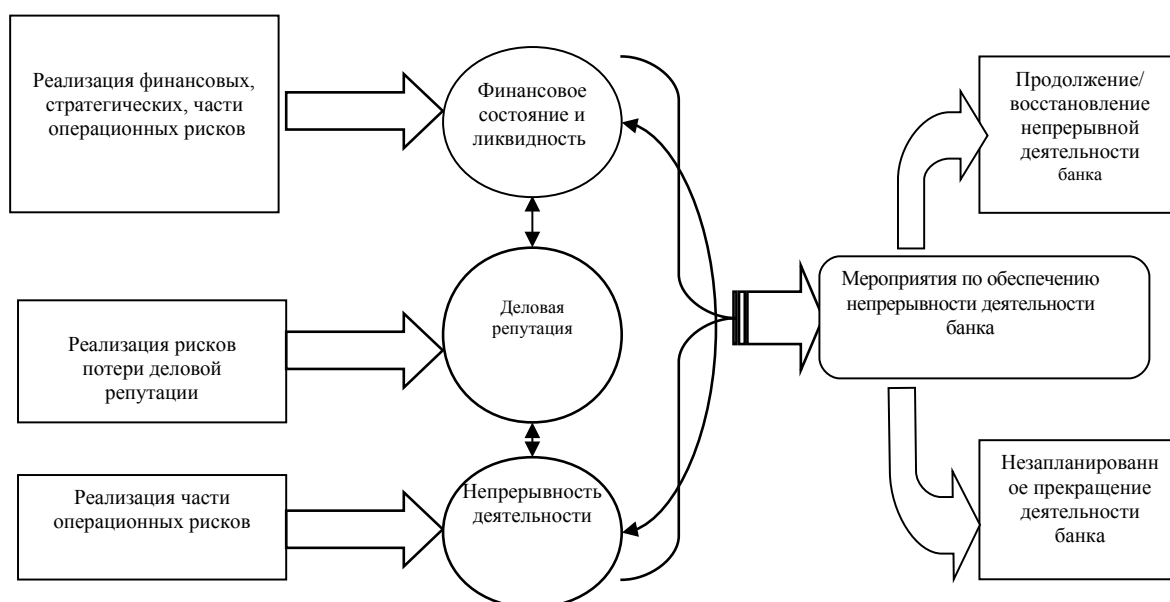 Реализация финансовых,
стратегических, части
операционных рисков
Финансовое
состояние и
ликвидность
Продолжение/
восстановление
непрерывной
деятельности
банка
Деловая
репутация
Мероприятия по обеспечению
непрерывности деятельности
банка
Реализация рисков
потери деловой
репутации
Реализация части
операционных рисков
Непрерывность
деятельности
Незапланированн
ое прекращение
деятельности
банка